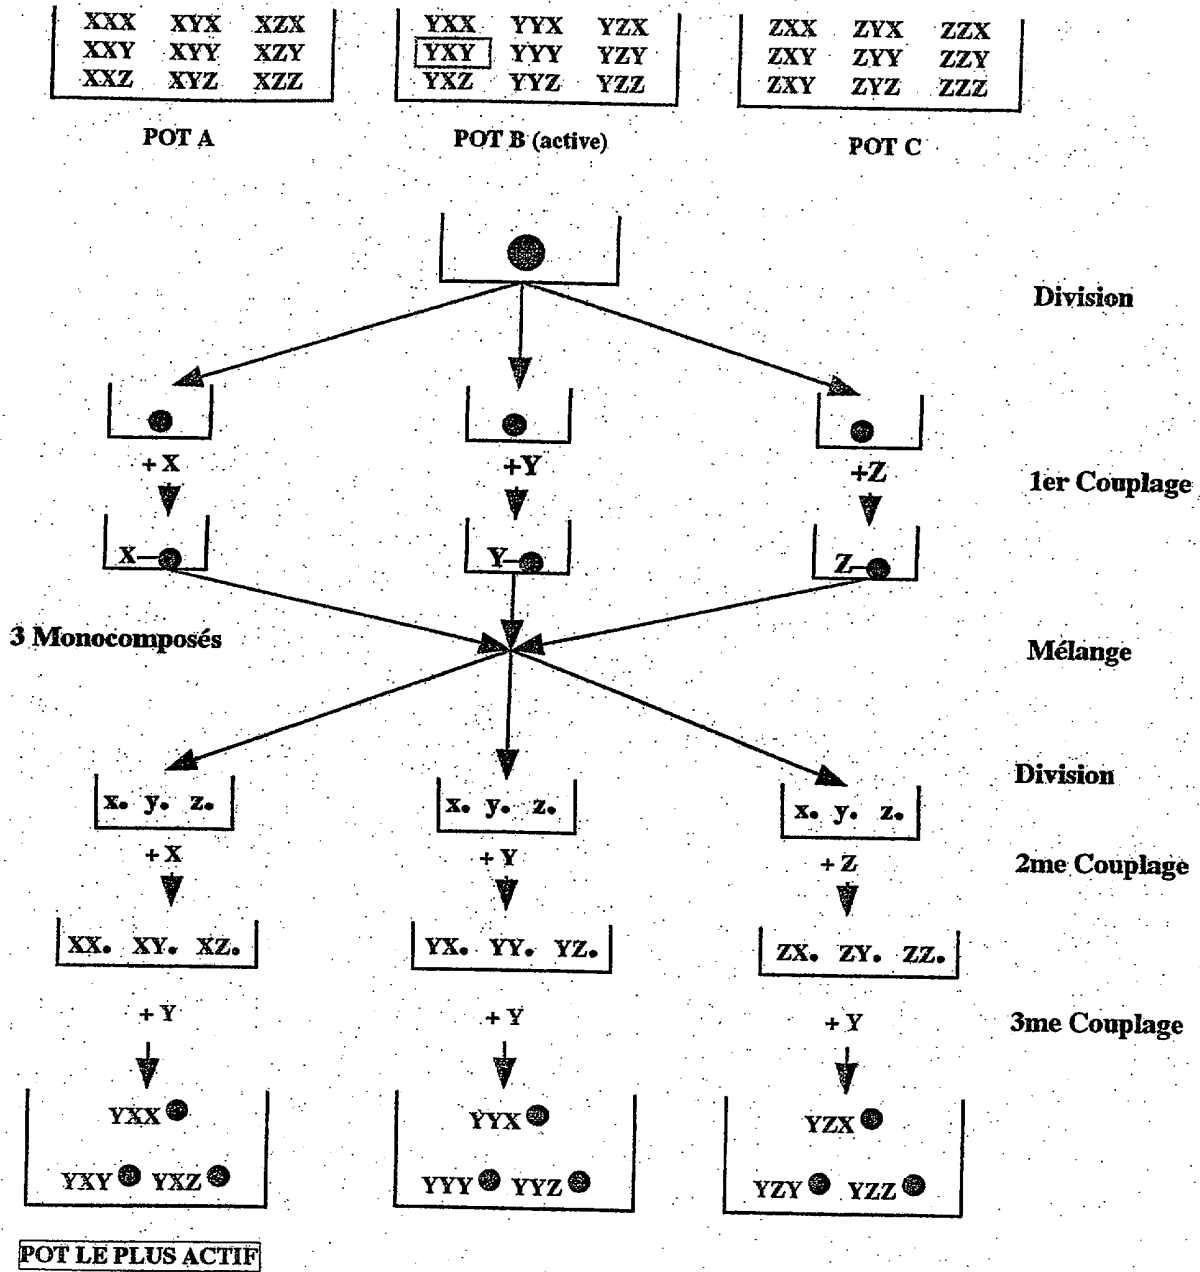 XXX XYX XZX
XXY XYY XZY
XXZ XYZ XZZ
POT A
YXX YYX YZX
YXY YYY YZY
YXZ YYZ YZZ
POT B (active)
ZXX ZYX ZZX
ZXY ZYY ZZY
ZXY ZYZ ZZZ
POT C
Division
+ X
+Y
+Z
1er Couplage
X–
Y–
Z–
3 Monocomposés
Mélange
Division
x. y. z.
x. y. z.
x. y. z.
+ X
+ Y
+ Z
2me Couplage
XX. XY. XZ.
YX. YY. YZ.
ZX. ZY. ZZ.
+ Y
+ Y
+ Y
3me Couplage
YXX
YYX
YZX
YXY YXZ
YYY YYZ
YZY YZZ
POT LE PLUS ACTIF